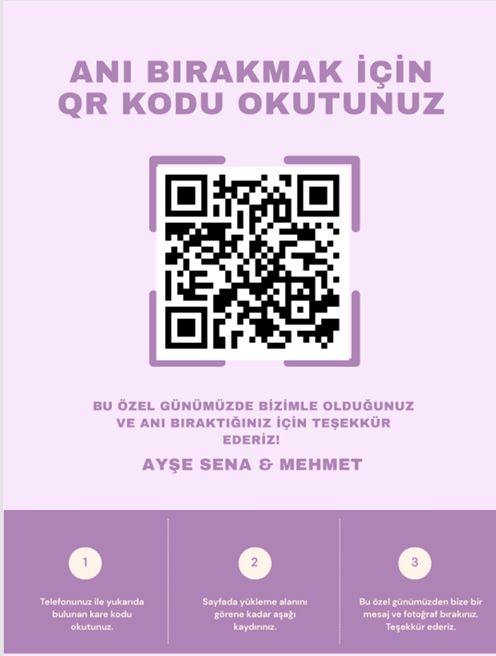 ANI BIRAKMAK İÇİN
QR KODU OKUTUNUZ
BU ÖZEL GÜNÜMÜZDE BİZİMLE OLDUĞUNUZ
VE ANI BIRAKTIĞINIZ İÇİN TEŞEKKÜR
EDERİZ!
AYŞE SENA & MEHMET
1
Telefonunuz ile yukarıda
bulunan kare kodu
okutunuz.
2
Sayfada yükleme alanını
görene kadar aşağı
kaydırınız.
3
Bu özel günümüzden bize bir
mesaj ve fotoğraf bırakınız.
Teşekkür ederiz.